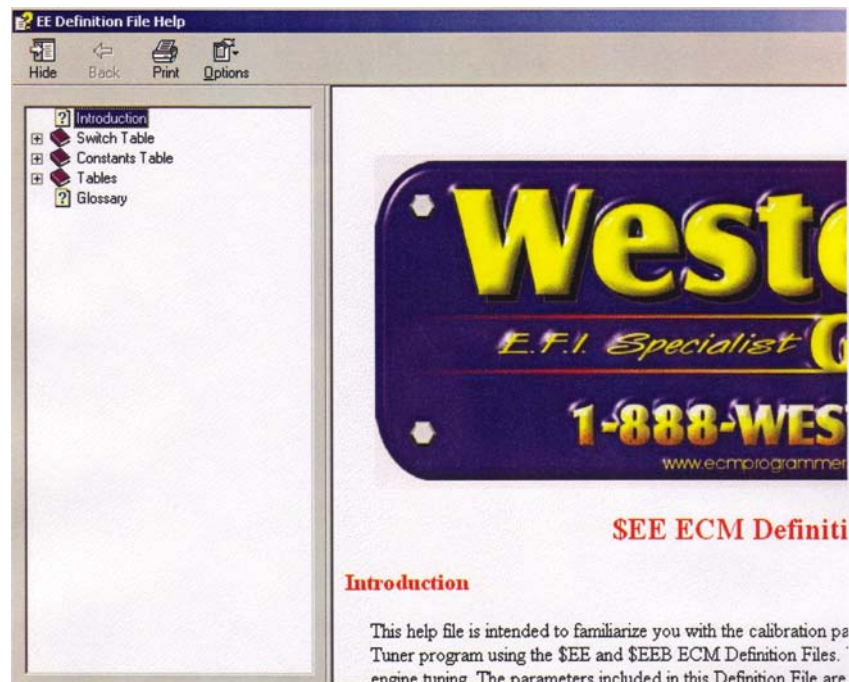 EE Definition File Help
Hide Back Print Options
Introduction
Switch Table
Constants Table
Tables
Glossary
Weste
E.F.I. Specialist G
1-888-WES
www.ecmprogrammer
$EE ECM Definiti
Introduction
This help file is intended to familiarize you with the calibration pa
Tuner program using the $EE and $EEB ECM Definition Files.
engine tuning. The parameters included in this Definition File are